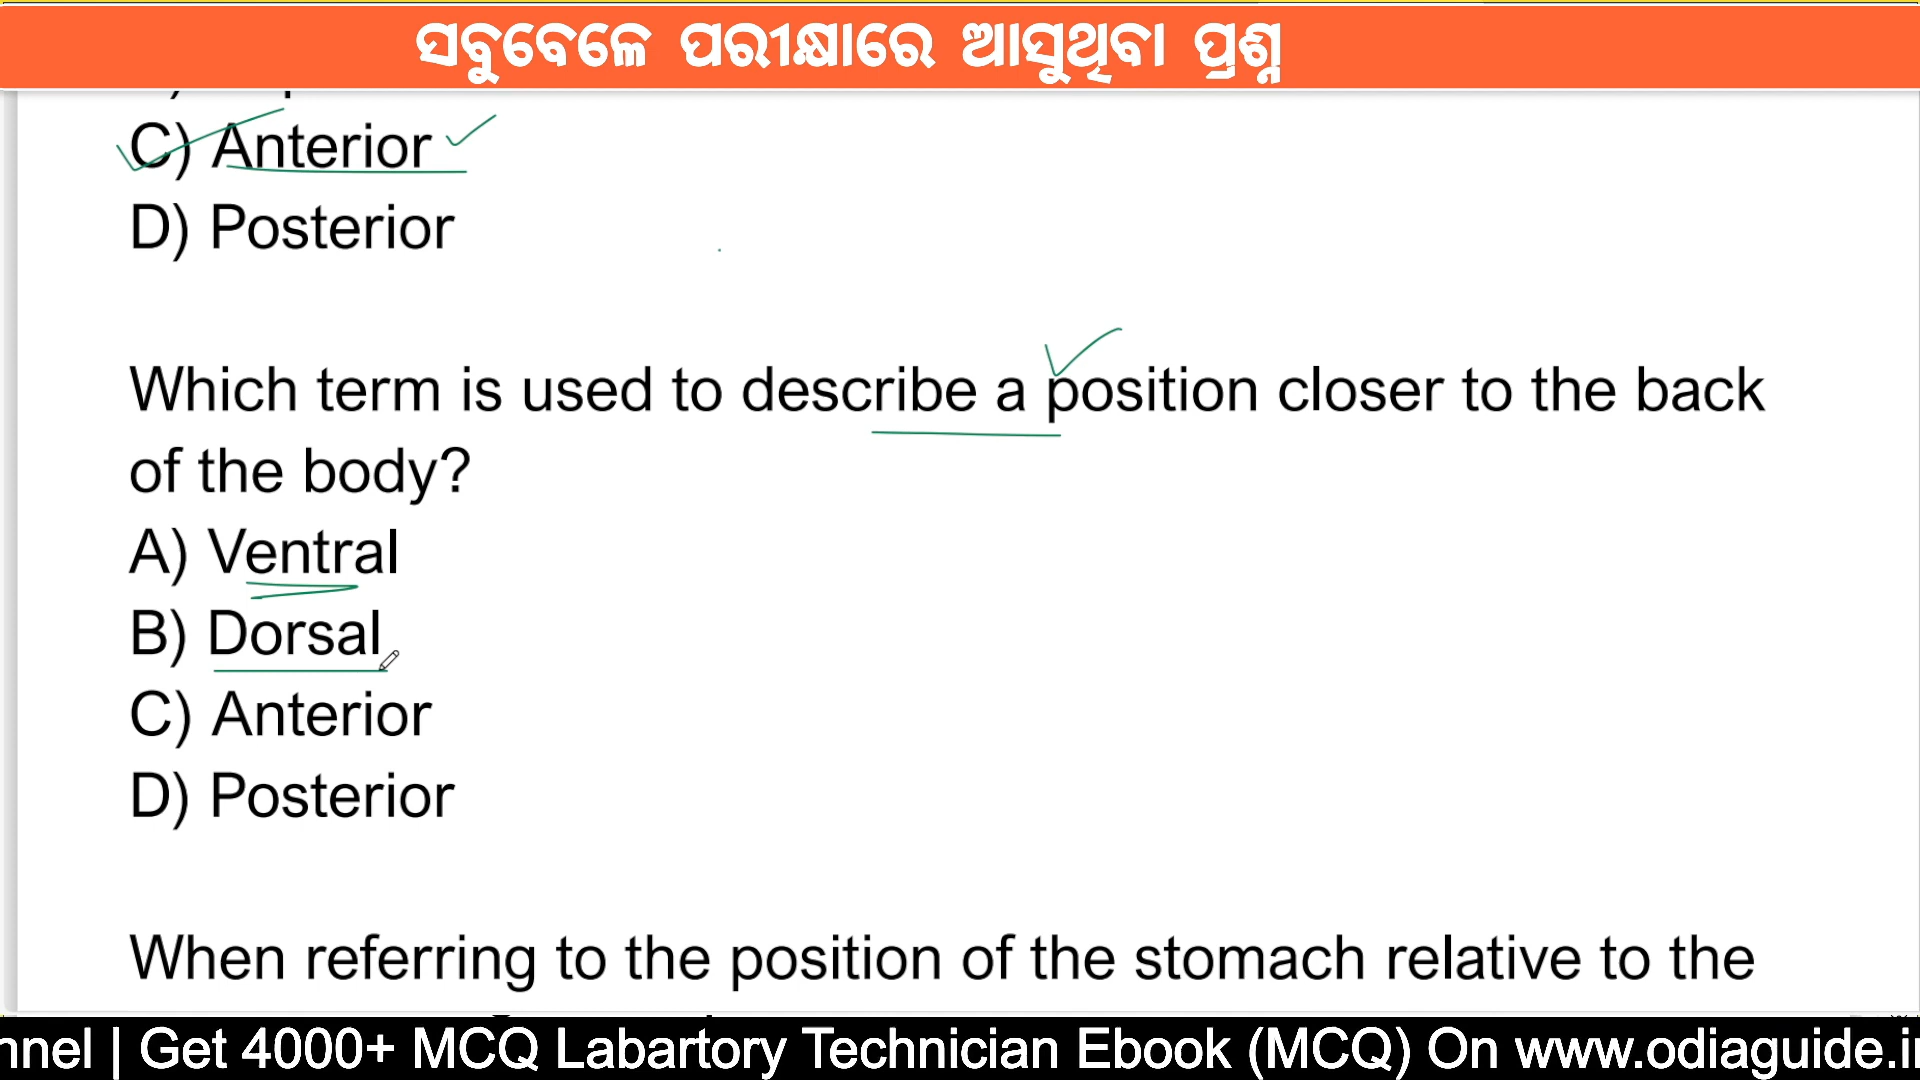 ସବୁବେଳେ ପରୀକ୍ଷାରେ ଆସୁଥିବା ପ୍ରଶ୍ନ
C) Anterior
D) Posterior
Which term is used to describe a position closer to the back
of the body?
A) Ventral
B) Dorsal
C) Anterior
D) Posterior
When referring to the position of the stomach relative to the
nnel | Get 4000+ MCQ Labartory Technician Ebook (MCQ) On www.odiaguide.in